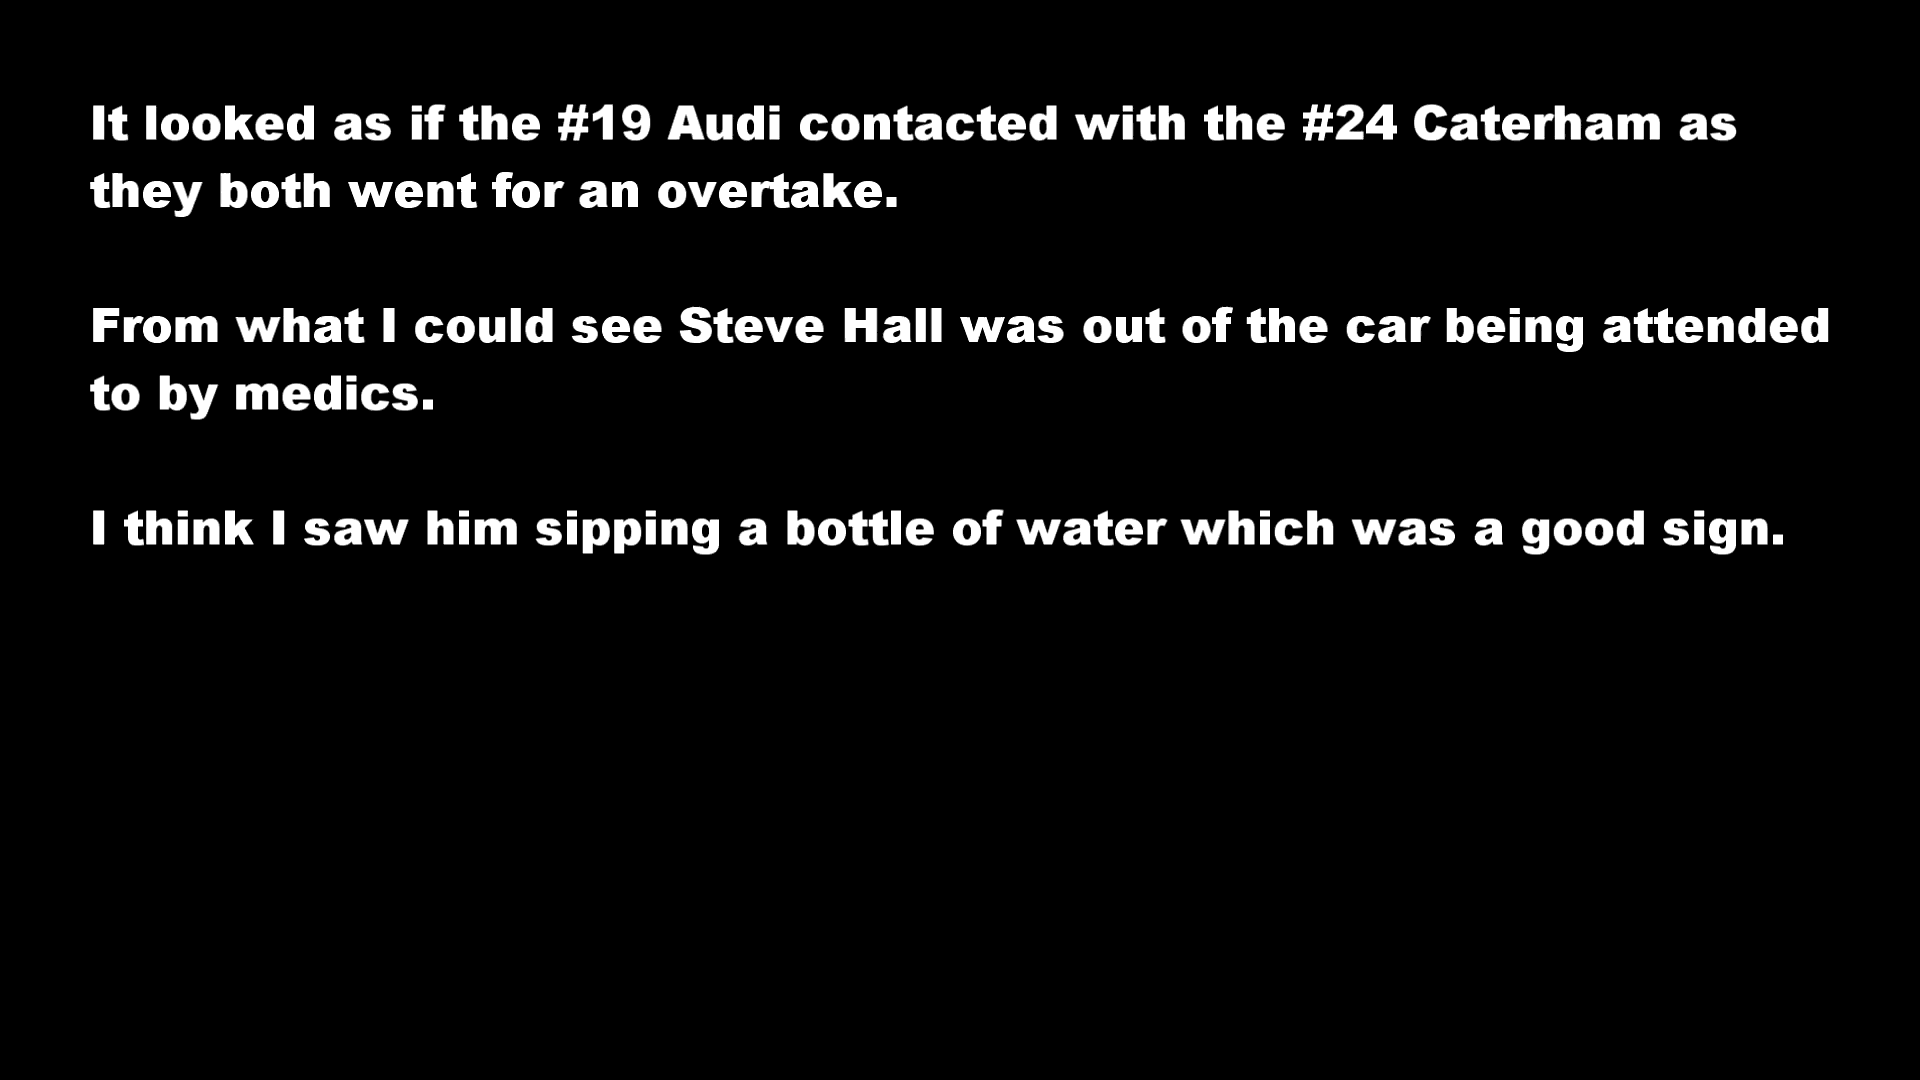 It looked as if the #19 Audi contacted with the #24 Caterham as
they both went for an overtake.
From what I could see Steve Hall was out of the car being attended
to by medics.
I think I saw him sipping a bottle of water which was a good sign.